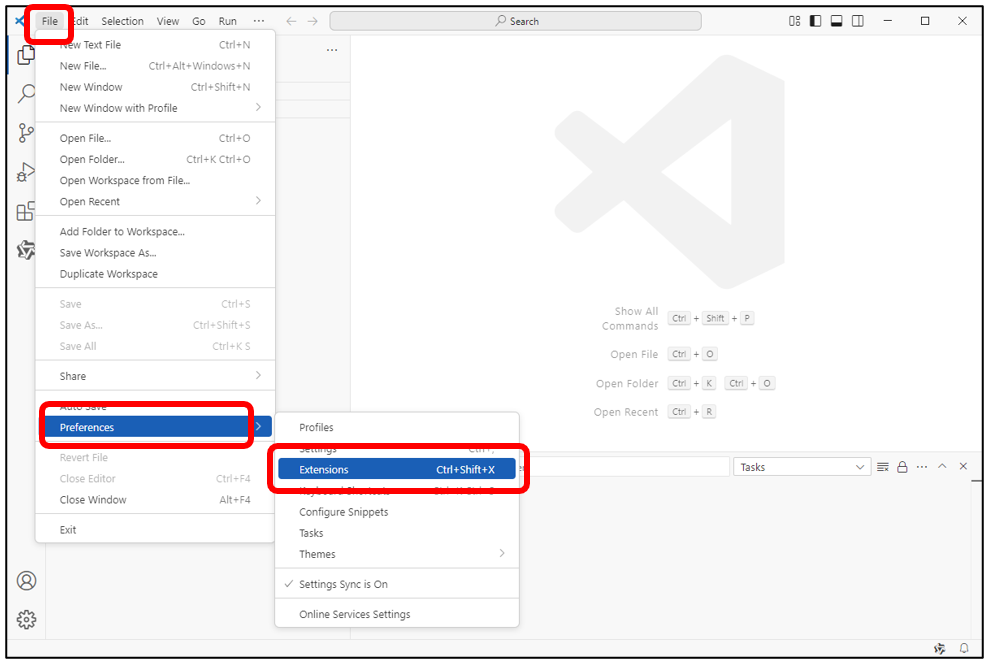 File Edit Selection View Go Run ··· Search
New Text File Ctrl+N
New File... Ctrl+Alt+Windows+N
New Window Ctrl+Shift+N
New Window with Profile
Open File... Ctrl+O
Open Folder... Ctrl+K Ctrl+O
Open Workspace from File...
Open Recent
Add Folder to Workspace...
Save Workspace As...
Duplicate Workspace
Save Ctrl+S
Save As... Ctrl+Shift+S
Save All Ctrl+K S
Share
Auto Save
Preferences
Revert File
Close Editor Ctrl+F4
Close Window Alt+F4
Exit
Profiles
Settings Ctrl+,
Extensions Ctrl+Shift+X
Keyboard Shortcuts
Configure Snippets
Tasks
Themes
Settings Sync is On
Online Services Settings
Show All Commands Ctrl + Shift + P
Open File Ctrl + O
Open Folder Ctrl + K Ctrl + O
Open Recent Ctrl + R
Tasks